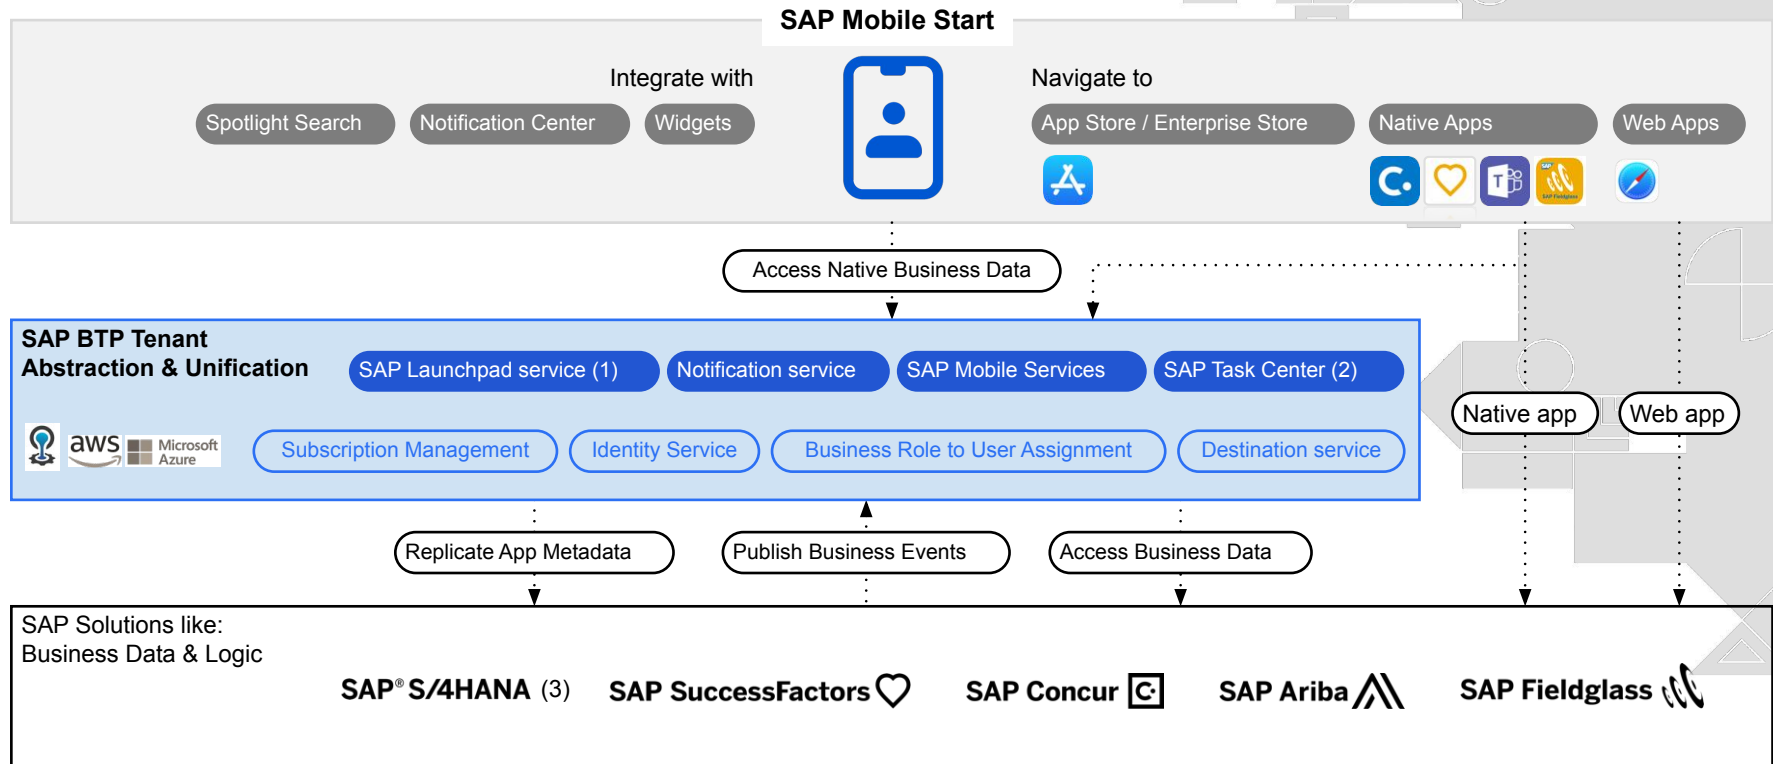 SAP Mobile Start
Integrate with
Navigate to
Spotlight Search
Notification Center
Widgets
App Store / Enterprise Store
Native Apps
Web Apps
C.
T
SAP
SAP Fieldglass
Access Native Business Data
SAP BTP Tenant
Abstraction & Unification
SAP Launchpad service (1)
Notification service
SAP Mobile Services
SAP Task Center (2)
Native app
Web app
aws
Microsoft
Azure
Subscription Management
Identity Service
Business Role to User Assignment
Destination service
Replicate App Metadata
Publish Business Events
Access Business Data
SAP Solutions like:
Business Data & Logic
SAP® S/4HANA (3)
SAP SuccessFactors
SAP Concur C.
SAP Ariba
SAP Fieldglass